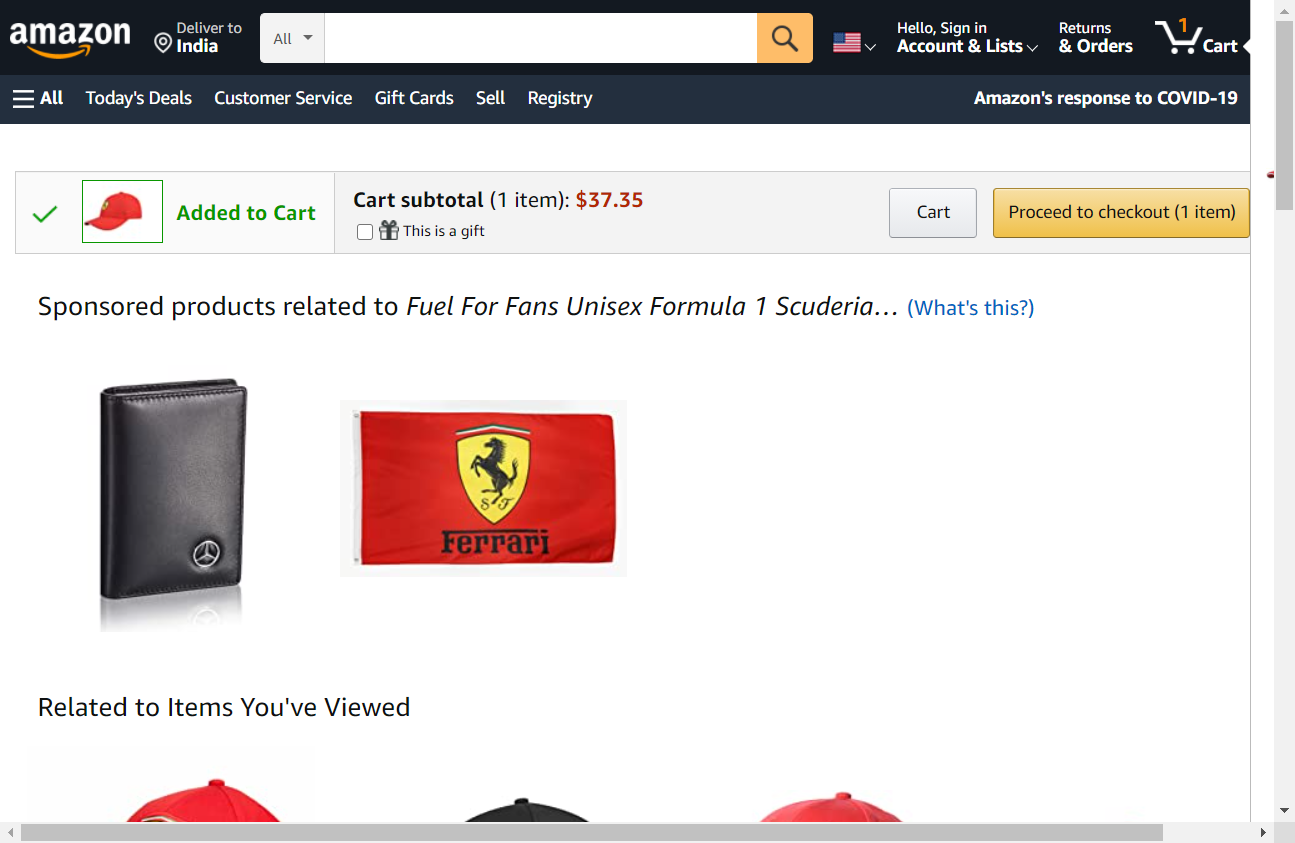 amazon
Deliver to
India
All
Hello, Sign in
Account & Lists
Returns
& Orders
1
Cart
All
Today's Deals
Customer Service
Gift Cards
Sell
Registry
Amazon's response to COVID-19
Added to Cart
Cart subtotal (1 item): $37.35
This is a gift
Cart
Proceed to checkout (1 item)
Sponsored products related to Fuel For Fans Unisex Formula 1 Scuderia… (What's this?)
S F
Ferrari
Related to Items You've Viewed